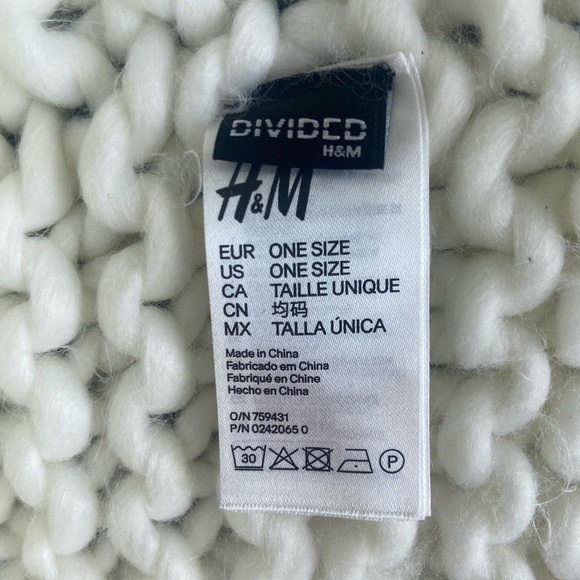 DIVIDED
H&M
H&M
EUR ONE SIZE
US ONE SIZE
CA TAILLE UNIQUE
CN 均码
MX TALLA ÚNICA
Made in China
Fabricado em China
Fabriqué en Chine
Hecho en China
O/N 759431
P/N 0242065 0
30 P